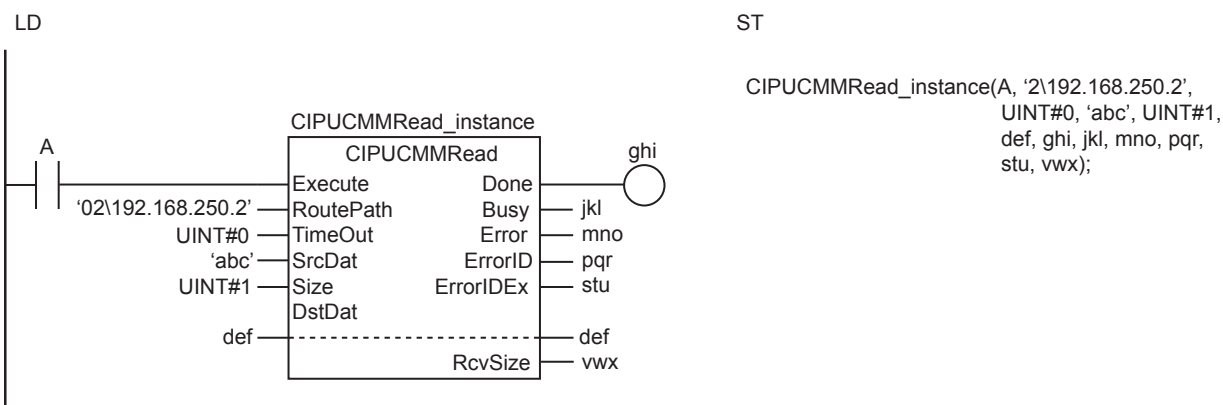 LD
ST
CIPUCMMRead_instance(A, ‘2\192.168.250.2’,
UINT#0, ‘abc’, UINT#1,
def, ghi, jkl, mno, pqr,
stu, vwx);
CIPUCMMRead_instance
A
CIPUCMMRead
ghi
Execute Done
‘02\192.168.250.2’ RoutePath Busy jkl
UINT#0 TimeOut Error mno
‘abc’ SrcDat ErrorID pqr
UINT#1 Size ErrorIDEx stu
DstDat
def def
RcvSize vwx